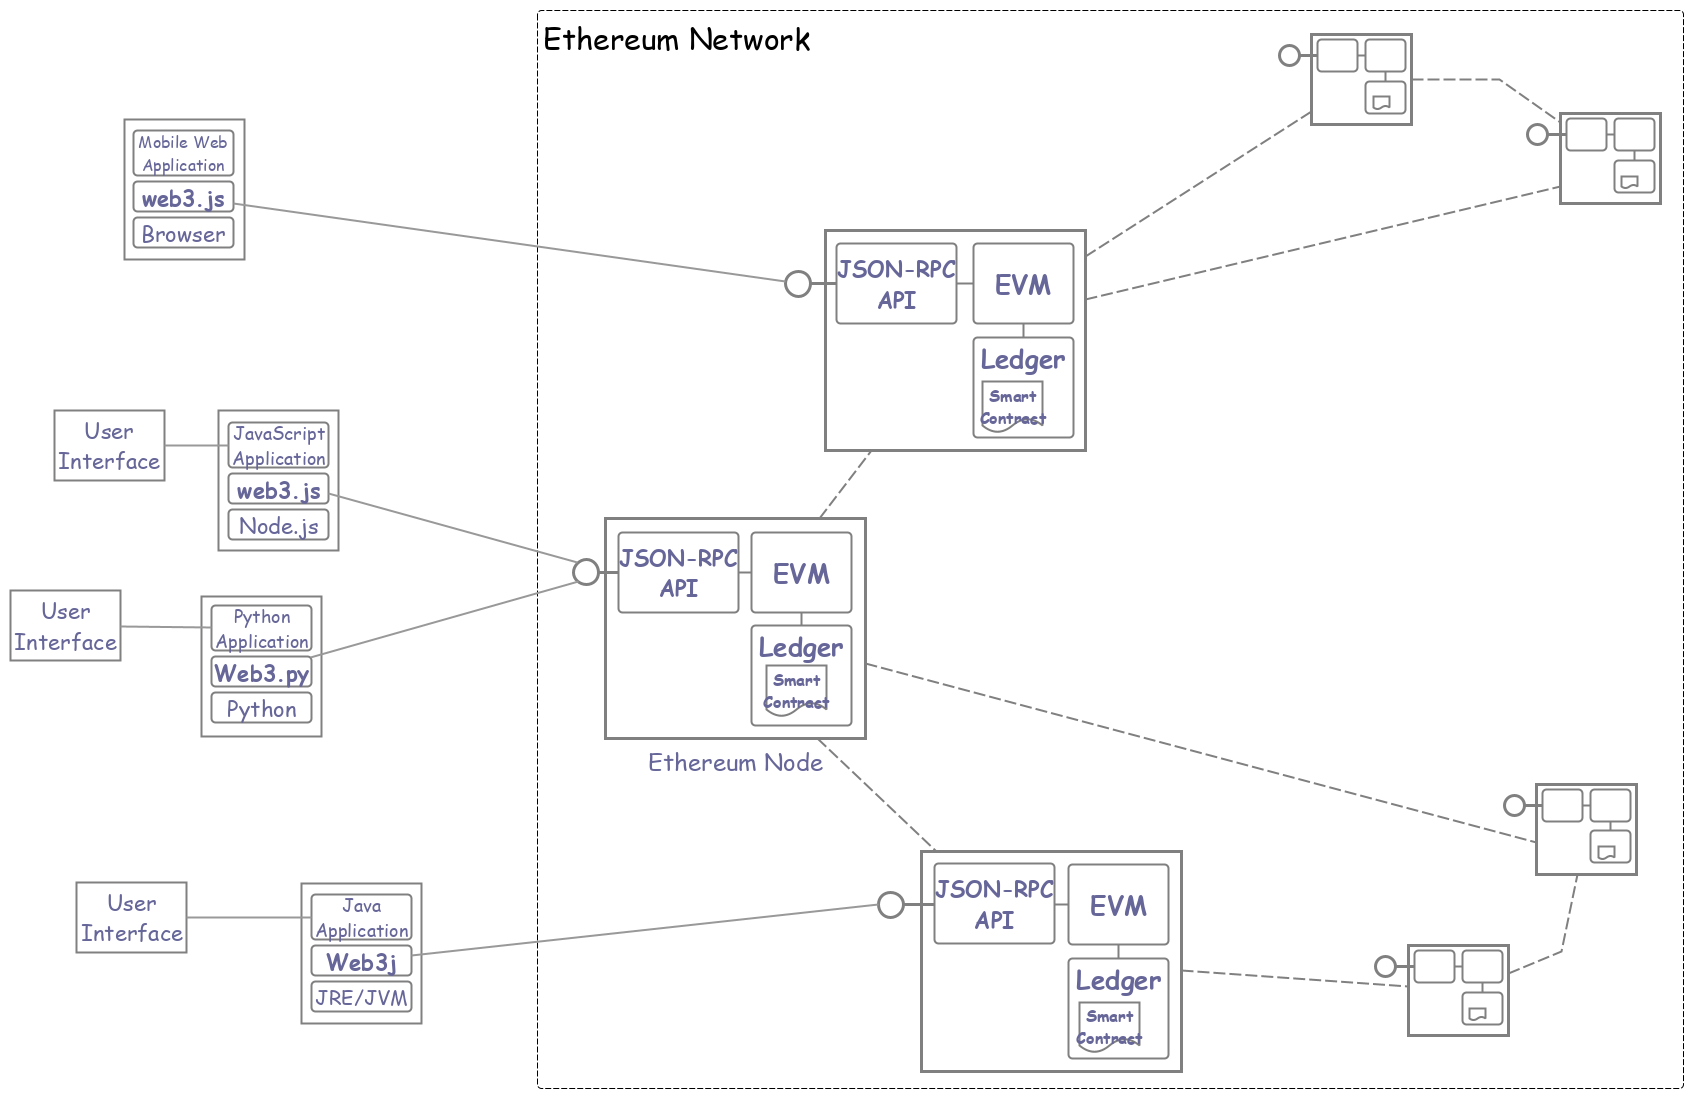 Ethereum Network
Mobile Web
Application
web3.js
Browser
JSON-RPC
API
EVM
Ledger
Smart
Contract
User
Interface
JavaScript
Application
web3.js
Node.js
User
Interface
Python
Application
Web3.py
Python
JSON-RPC
API
EVM
Ledger
Smart
Contract
Ethereum Node
User
Interface
Java
Application
Web3j
JRE/JVM
JSON-RPC
API
EVM
Ledger
Smart
Contract